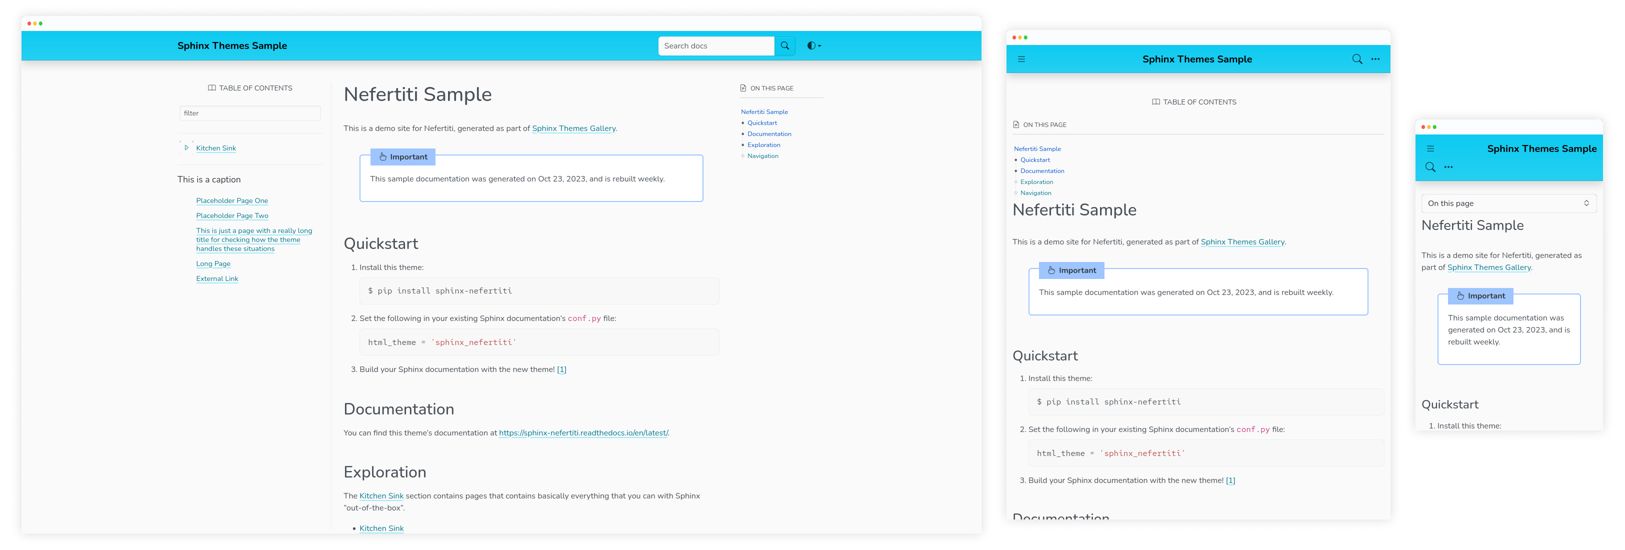 Sphinx Themes Sample
Search docs
TABLE OF CONTENTS
filter
Kitchen Sink
This is a caption
Placeholder Page One
Placeholder Page Two
This is just a page with a really long
title for checking how the theme
handles these situations
Long Page
External Link
Nefertiti Sample
This is a demo site for Nefertiti, generated as part of Sphinx Themes Gallery.
Important
This sample documentation was generated on Oct 23, 2023, and is rebuilt weekly.
Quickstart
1. Install this theme:
$ pip install sphinx-nefertiti
2. Set the following in your existing Sphinx documentation's conf.py file:
html_theme = 'sphinx_nefertiti'
3. Build your Sphinx documentation with the new theme! [1]
Documentation
You can find this theme's documentation at https://sphinx-nefertiti.readthedocs.io/en/latest/.
Exploration
The Kitchen Sink section contains pages that contains basically everything that you can with Sphinx
"out-of-the-box".
• Kitchen Sink
ON THIS PAGE
Nefertiti Sample
Quickstart
Documentation
Exploration
Navigation
Sphinx Themes Sample
TABLE OF CONTENTS
ON THIS PAGE
Nefertiti Sample
Quickstart
Documentation
Exploration
Navigation
Nefertiti Sample
This is a demo site for Nefertiti, generated as part of Sphinx Themes Gallery.
Important
This sample documentation was generated on Oct 23, 2023, and is rebuilt weekly.
Quickstart
1. Install this theme:
$ pip install sphinx-nefertiti
2. Set the following in your existing Sphinx documentation's conf.py file:
html_theme = 'sphinx_nefertiti'
3. Build your Sphinx documentation with the new theme! [1]
Documentation
Sphinx Themes Sample
On this page
Nefertiti Sample
This is a demo site for Nefertiti, generated as
part of Sphinx Themes Gallery.
Important
This sample documentation was
generated on Oct 23, 2023, and is
rebuilt weekly.
Quickstart
1. Install this theme: